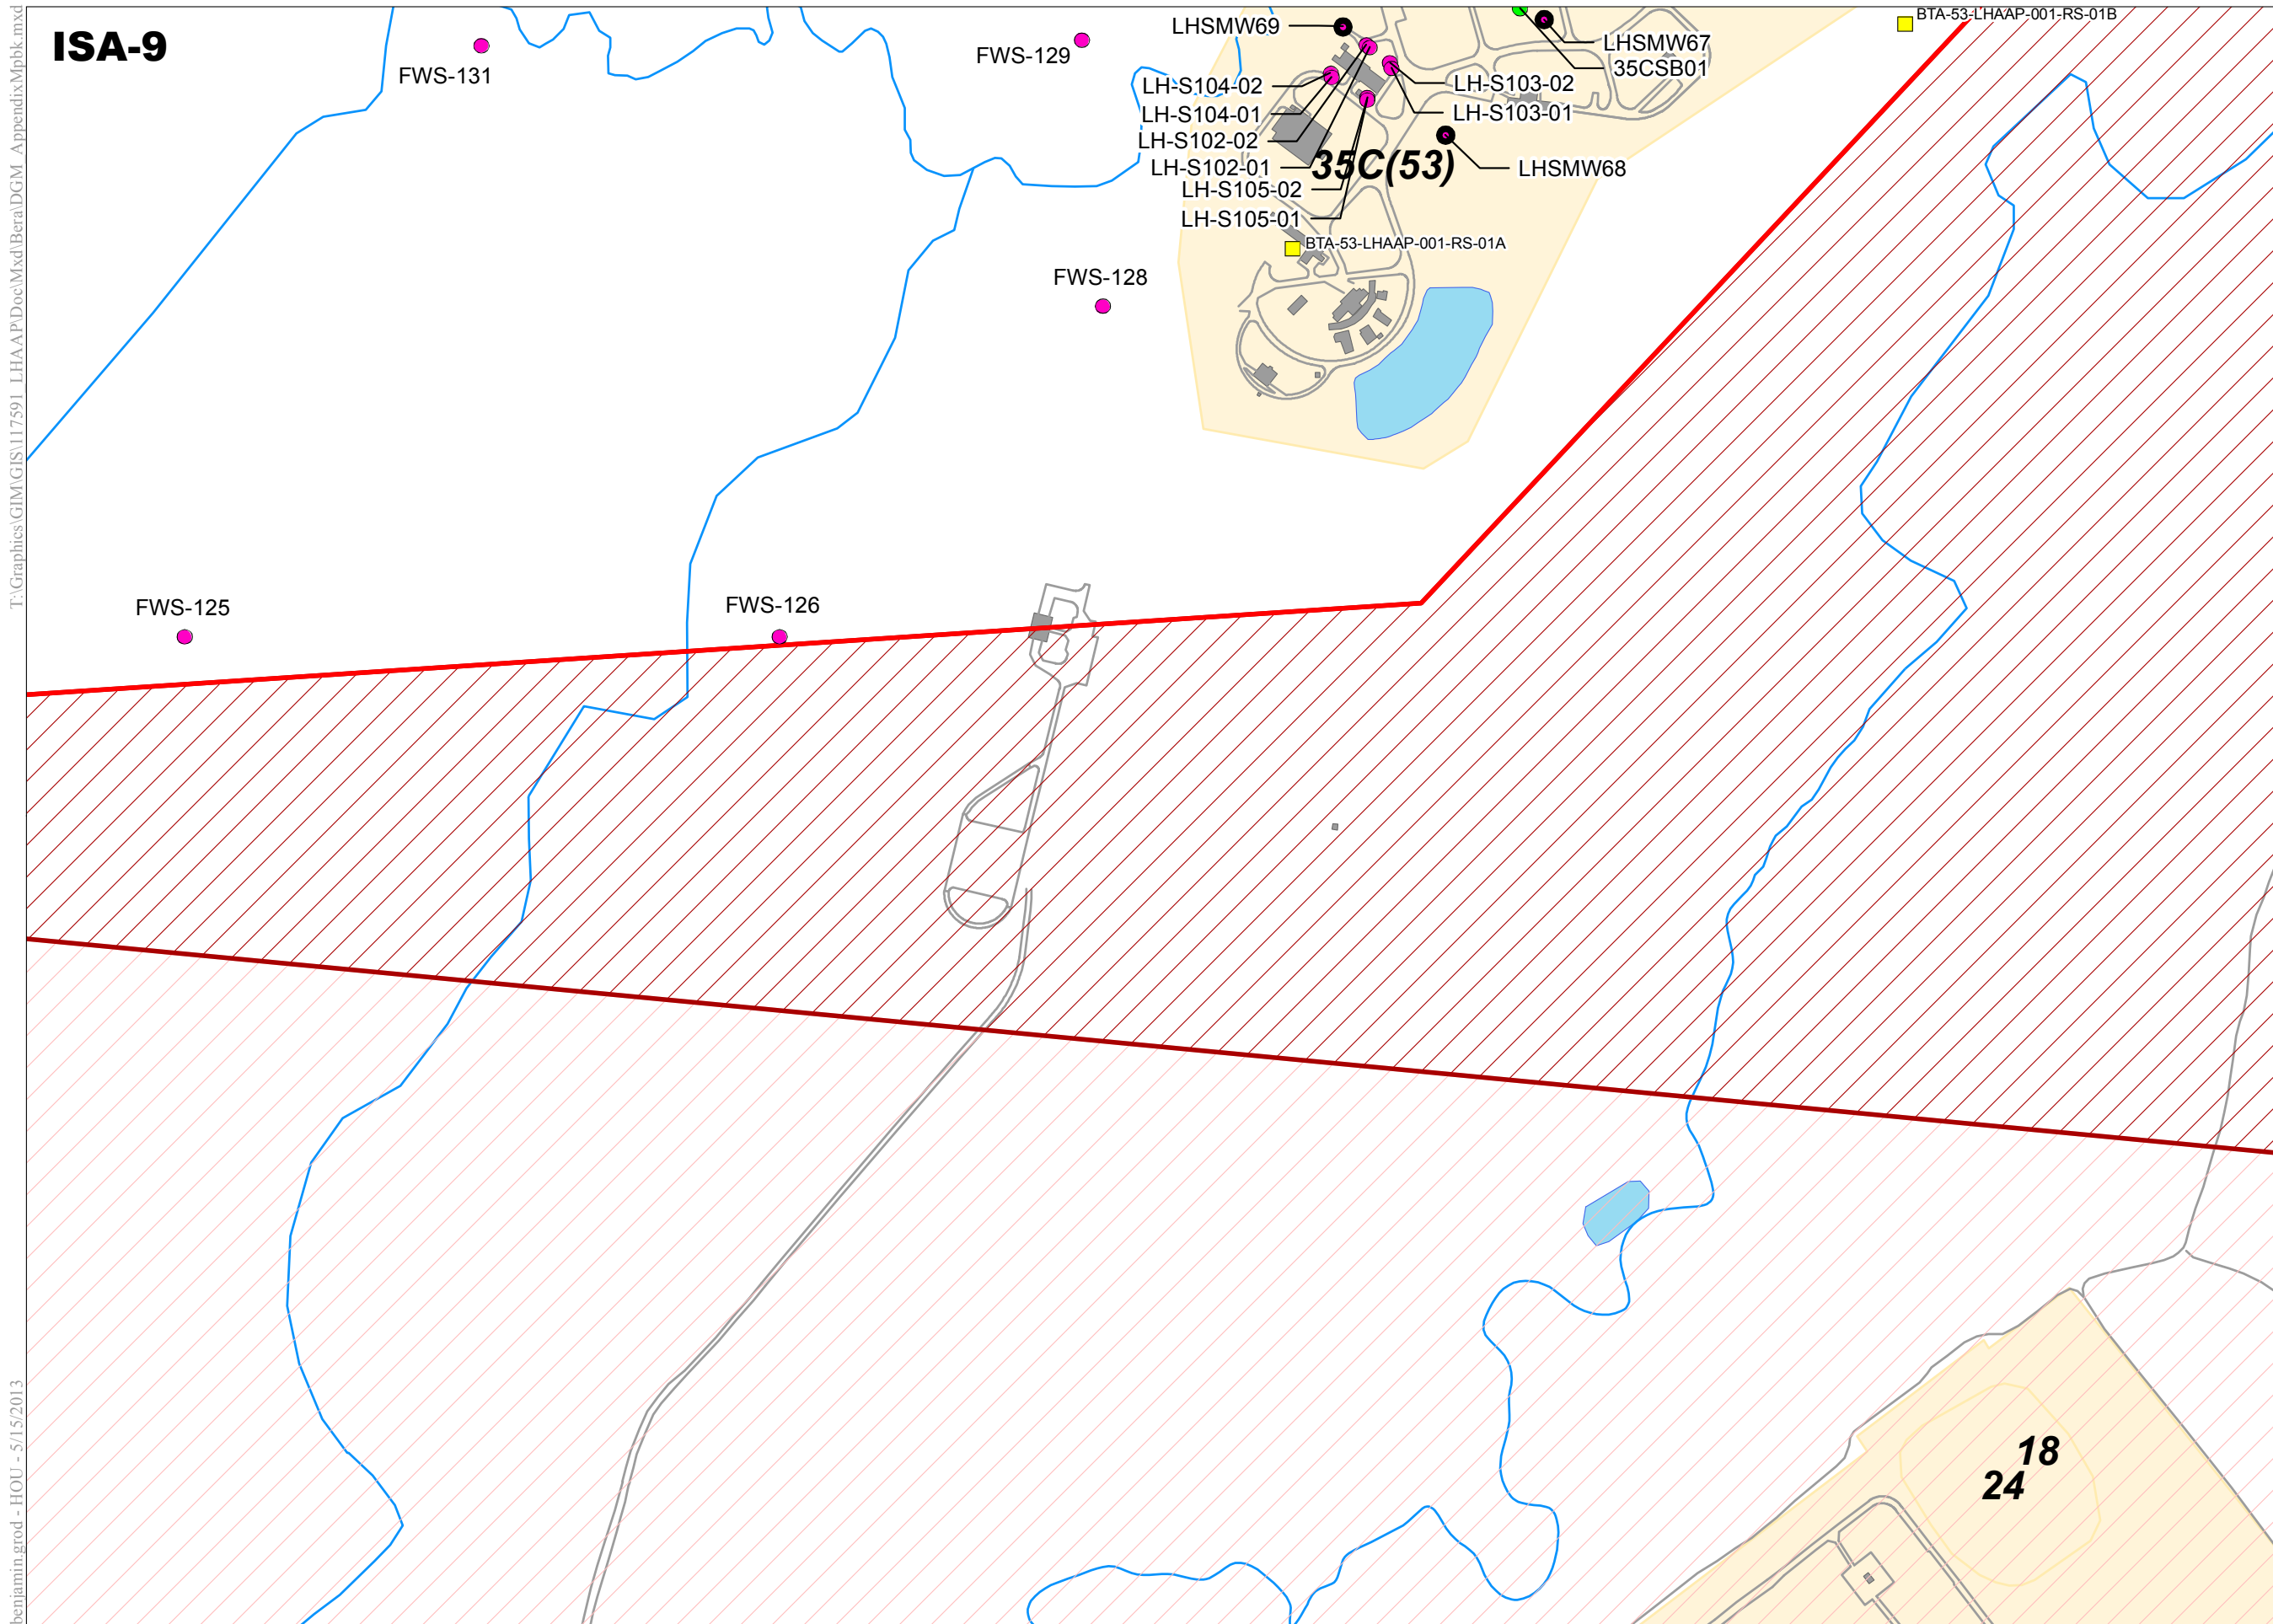 ISA-9
FWS-131
FWS-129
LHSMW69
LHSMW67
35CSB01
BTA-53-LHAAP-001-RS-01B
LH-S104-02
LH-S103-02
LH-S104-01
LH-S103-01
LH-S102-02
LH-S102-01
35C(53)
LHSMW68
LH-S105-02
LH-S105-01
BTA-53-LHAAP-001-RS-01A
FWS-128
FWS-125
FWS-126
18
24
T:\Graphics\GIM\GIS\117591_LHAAP\Doc\Mxd\Bera\DGM_AppendixMpbk.mxd
benjamin.grod - HOU - 5/15/2013